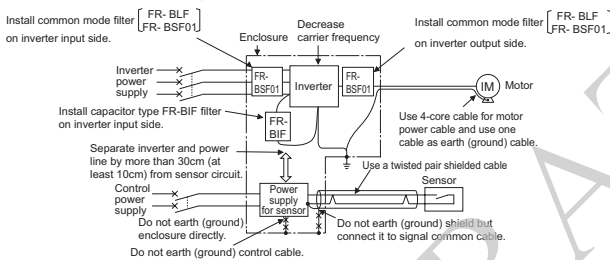 Install common mode filter
FR- BLF
FR- BSF01
on inverter input side.
Enclosure
Decrease
carrier frequency
Install common mode filter
FR- BLF
FR- BSF01
on inverter output side.
Inverter
power
supply
FR-
BSF01
Inverter
FR-
BSF01
IM
Motor
Install capacitor type FR-BIF filter
on inverter input side.
FR-
BIF
Use 4-core cable for motor
power cable and use one
cable as earth (ground) cable.
Separate inverter and power
line by more than 30cm (at
least 10cm) from sensor circuit.
Use a twisted pair shielded cable
Sensor
Control
power
supply
Power
supply
for sensor
Do not earth (ground)
enclosure directly.
Do not earth (ground) shield but
connect it to signal common cable.
Do not earth (ground) control cable.